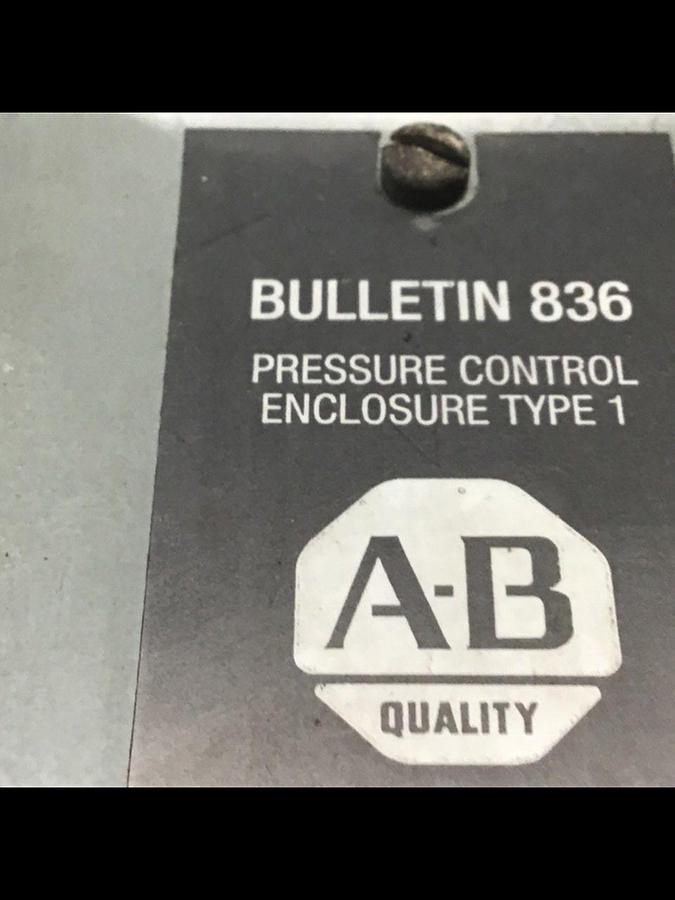 BULLETIN 836
PRESSURE CONTROL
ENCLOSURE TYPE 1
A-B
QUALITY